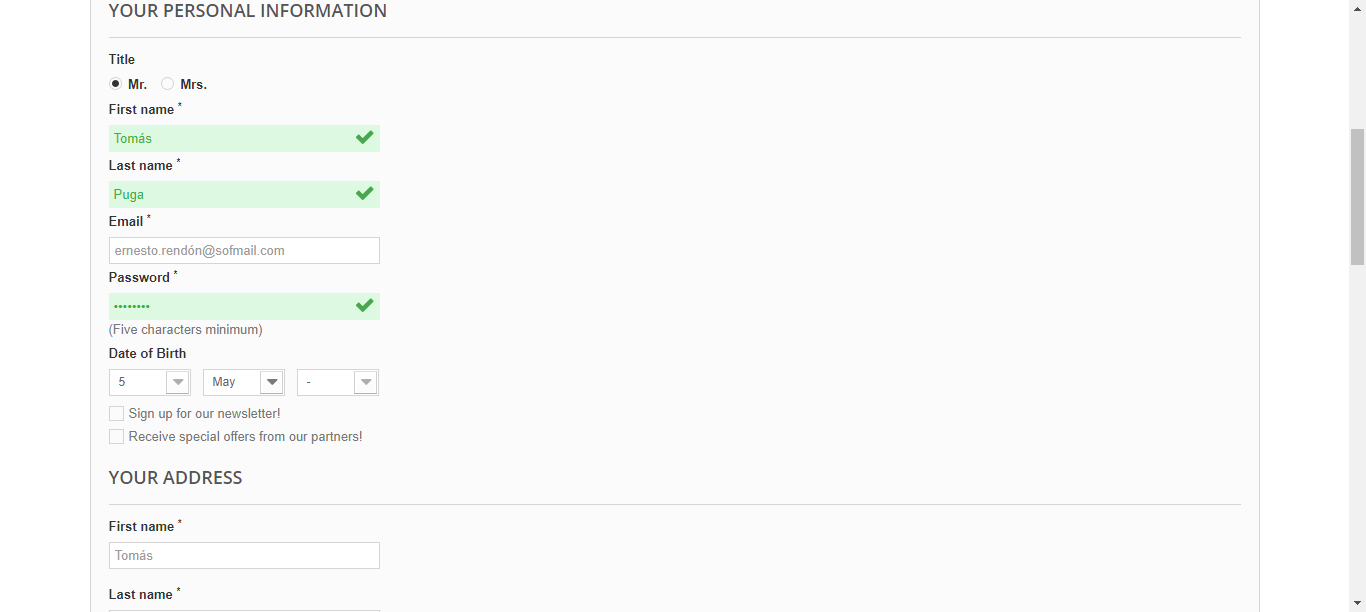 YOUR PERSONAL INFORMATION
Title
Mr. Mrs.
First name *
Tomás
Last name *
Puga
Email *
ernesto.rendón@sofmail.com
Password *
••••••••
(Five characters minimum)
Date of Birth
5 May -
Sign up for our newsletter!
Receive special offers from our partners!
YOUR ADDRESS
First name *
Tomás
Last name *